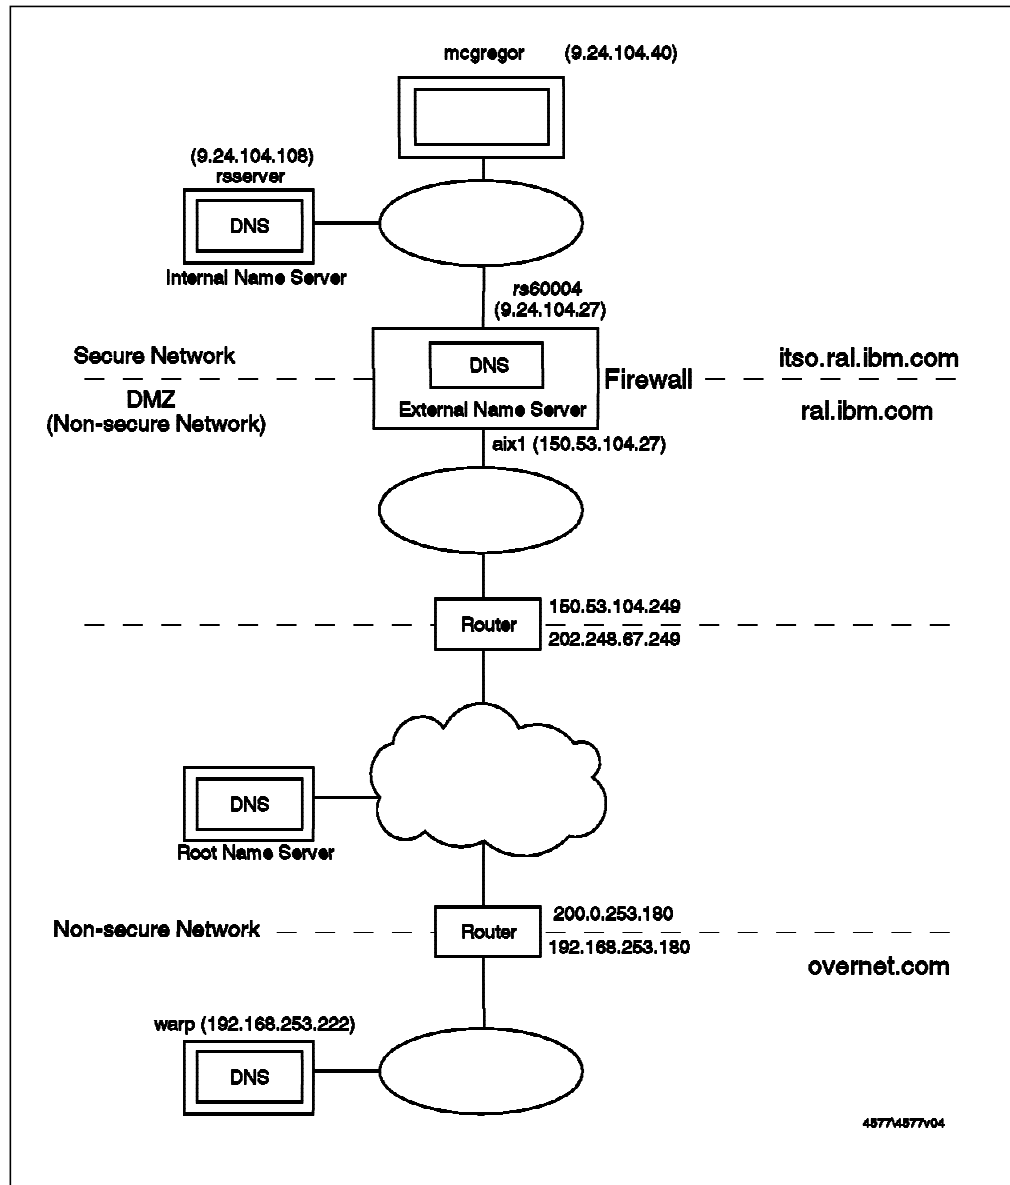 mcgregor (9.24.104.40)
(9.24.104.108)
rsserver
DNS
Internal Name Server
rs60004
(9.24.104.27)
Secure Network
DNS
itso.ral.ibm.com
Firewall
DMZ
(Non-secure Network)
External Name Server
ral.ibm.com
aix1 (150.53.104.27)
150.53.104.249
Router
202.248.67.249
DNS
Root Name Server
200.0.253.180
Non-secure Network
Router
192.168.253.180
overnet.com
warp (192.168.253.222)
DNS
4577\4577v04